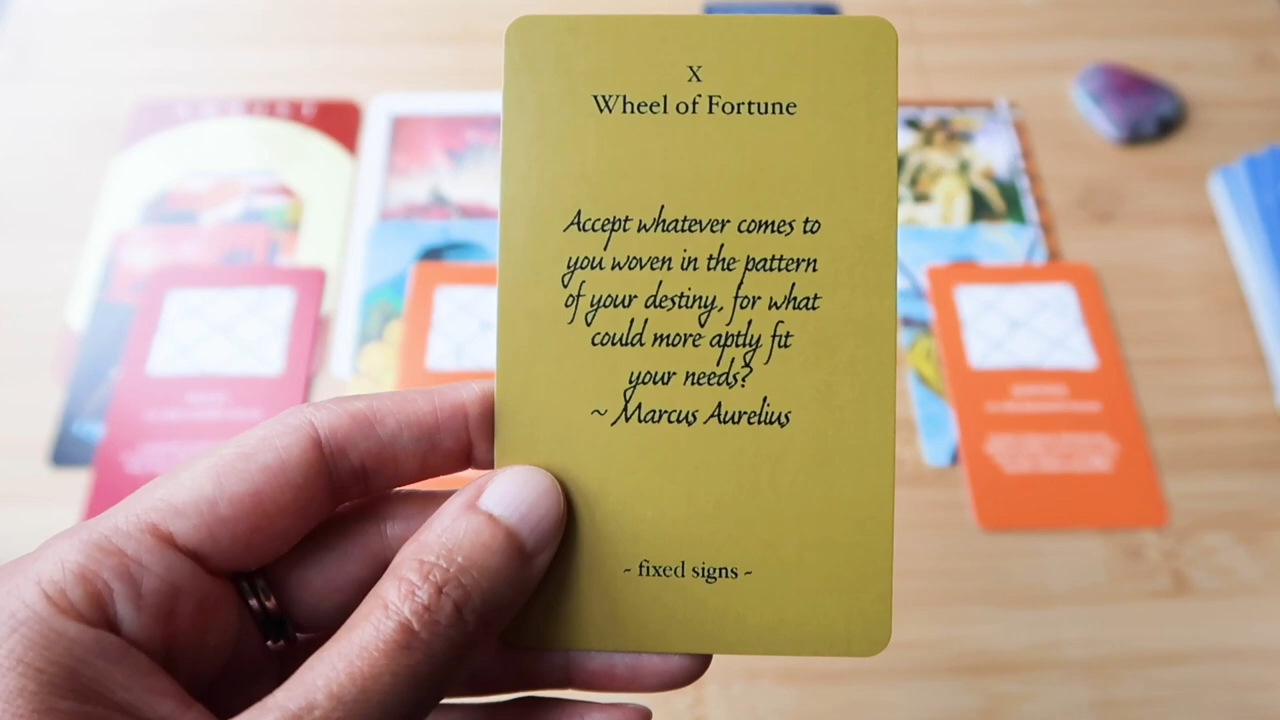 X
Wheel of Fortune
Accept whatever comes to
you woven in the pattern
of your destiny, for what
could more aptly fit
your needs?
~ Marcus Aurelius
~ fixed signs ~